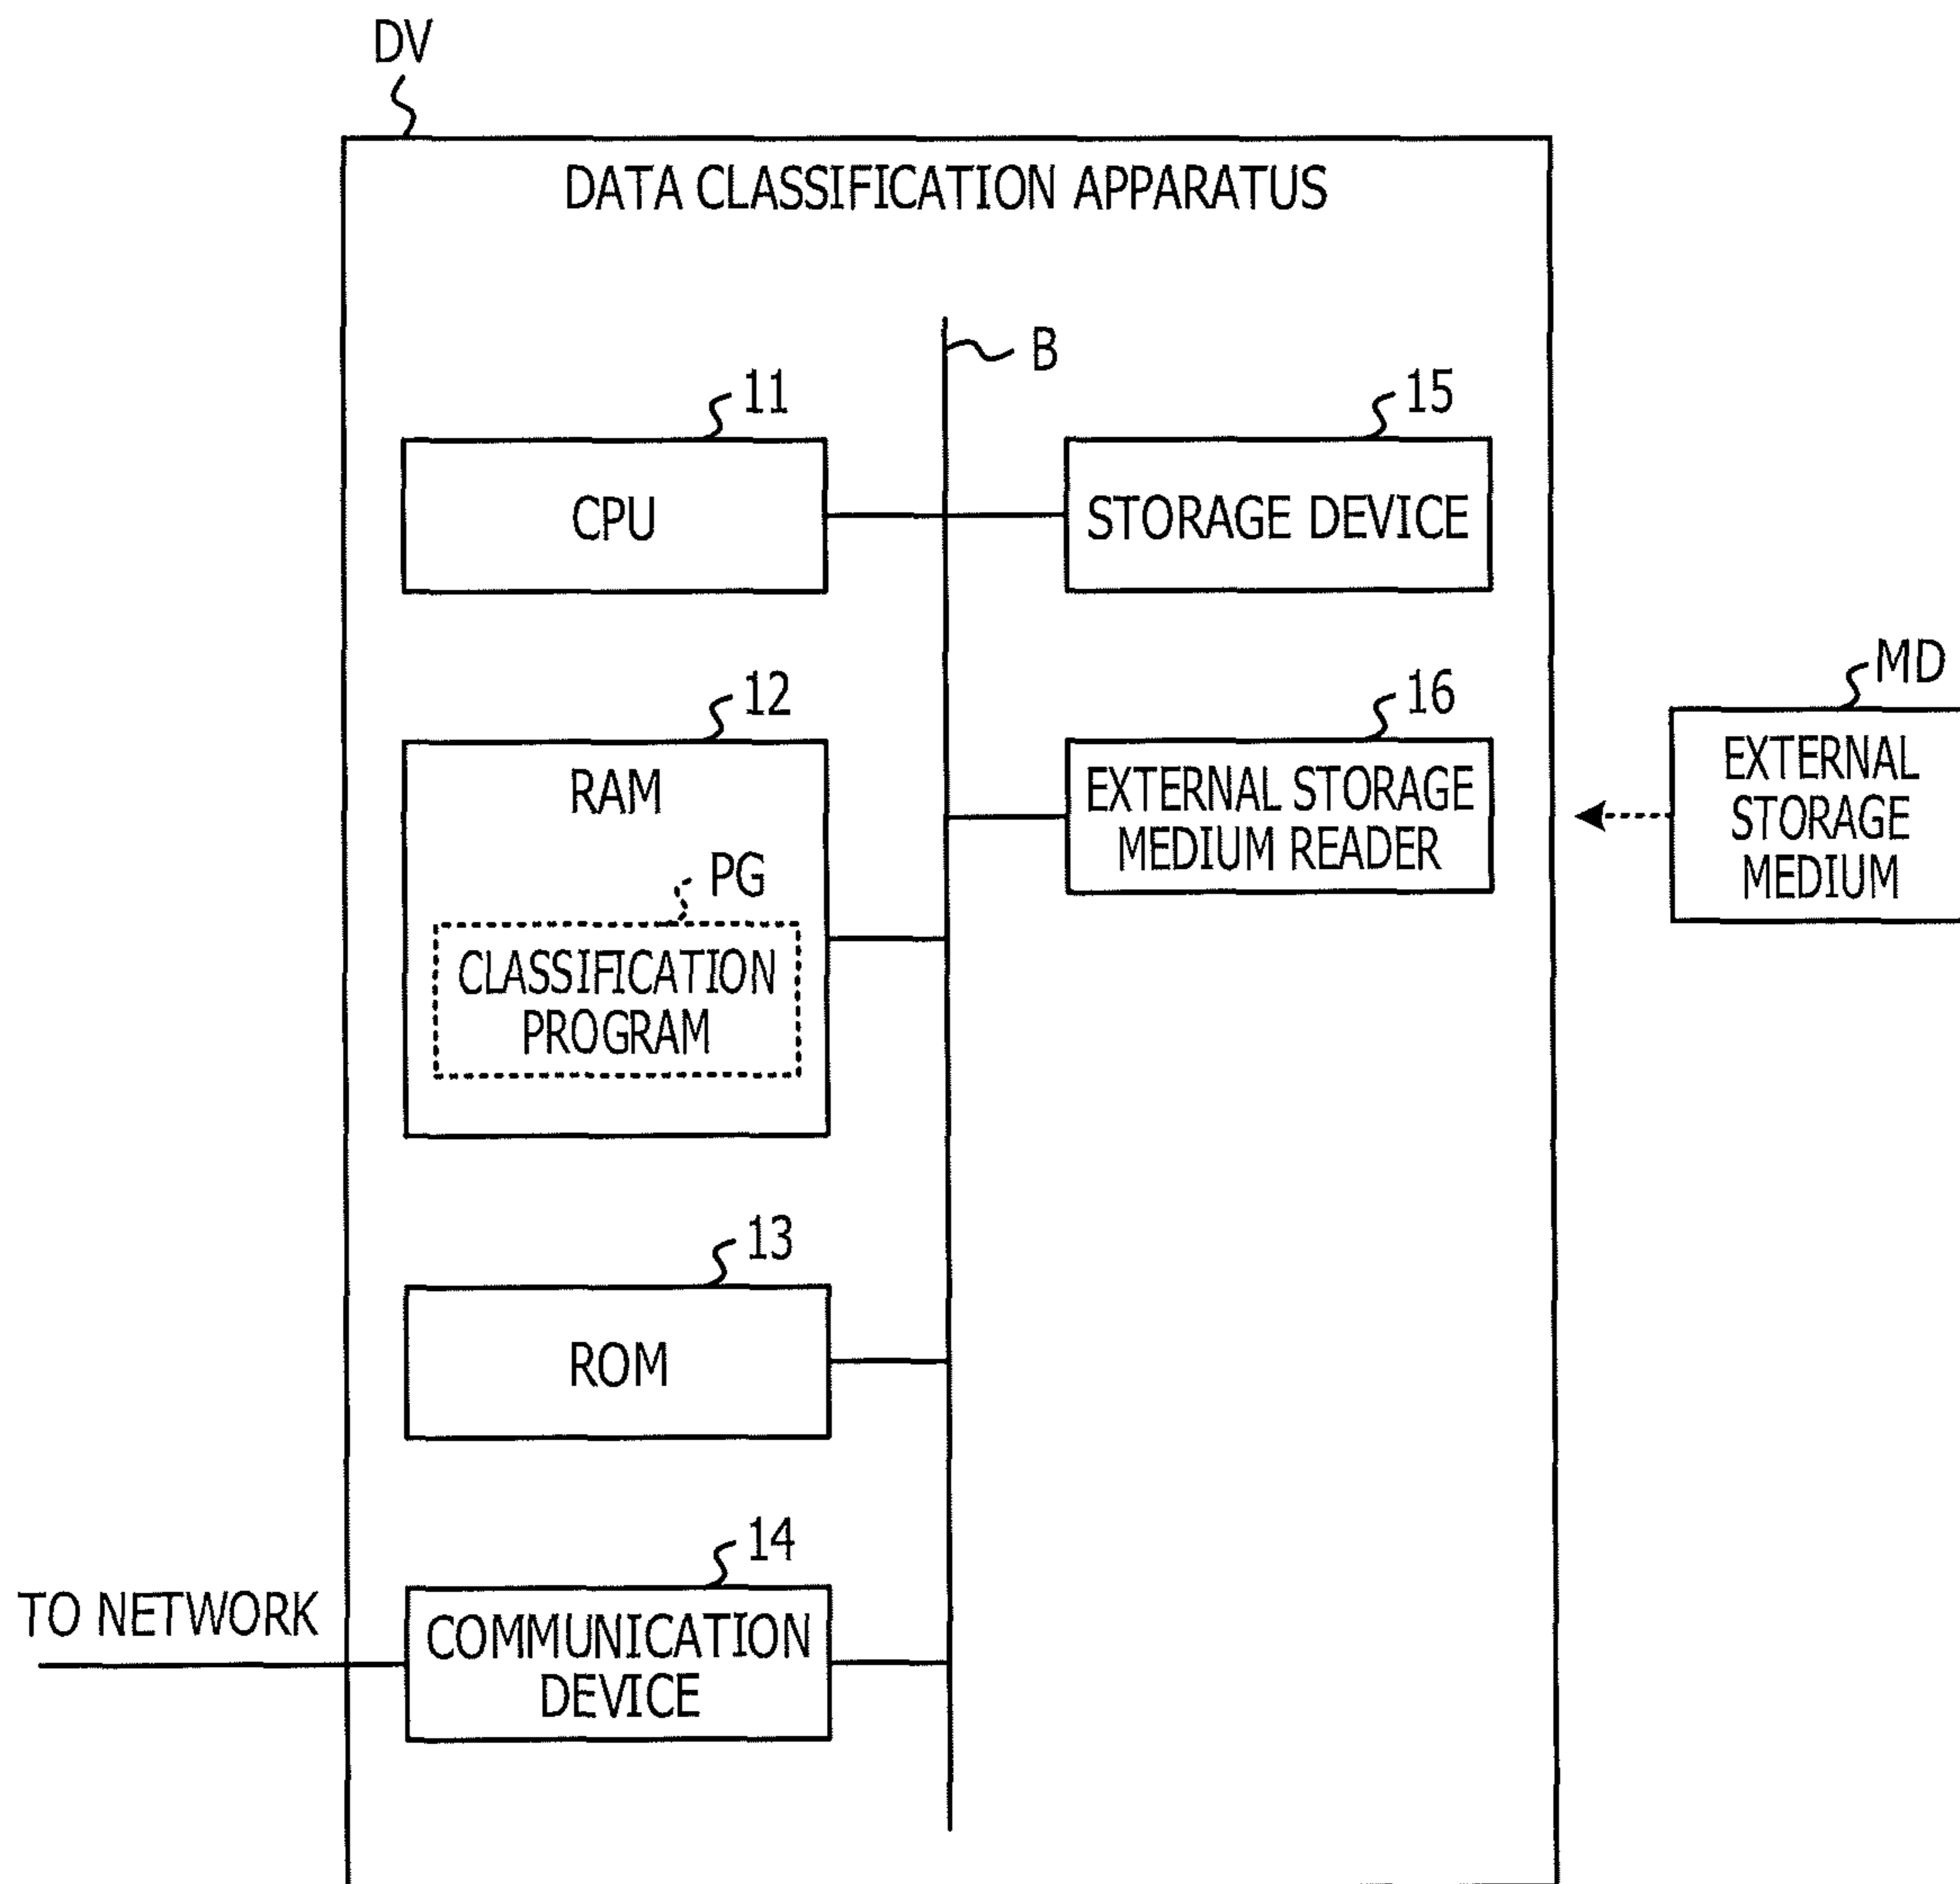 DV
DATA CLASSIFICATION APPARATUS
B
11
CPU
15
STORAGE DEVICE
12
RAM
PG
CLASSIFICATION
PROGRAM
16
EXTERNAL STORAGE
MEDIUM READER
MD
EXTERNAL
STORAGE
MEDIUM
13
ROM
14
COMMUNICATION
DEVICE
TO NETWORK